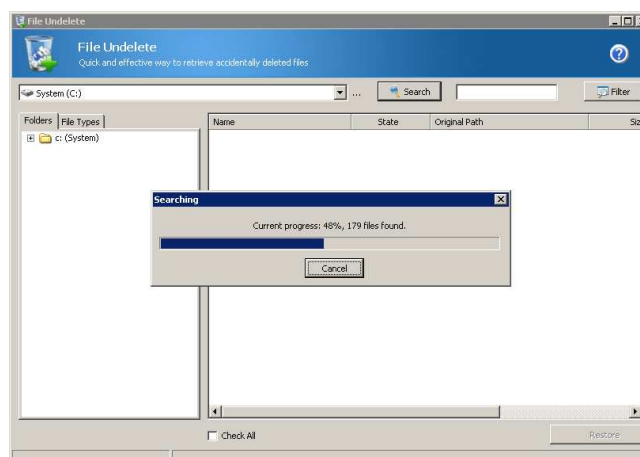 File Undelete
File Undelete
Quick and effective way to retrieve accidentally deleted files
System (C:)
...
Search
Filter
Folders
File Types
Name
State
Original Path
Siz
c: (System)
Searching
Current progress: 48%, 179 files found.
Cancel
Check All
Restore